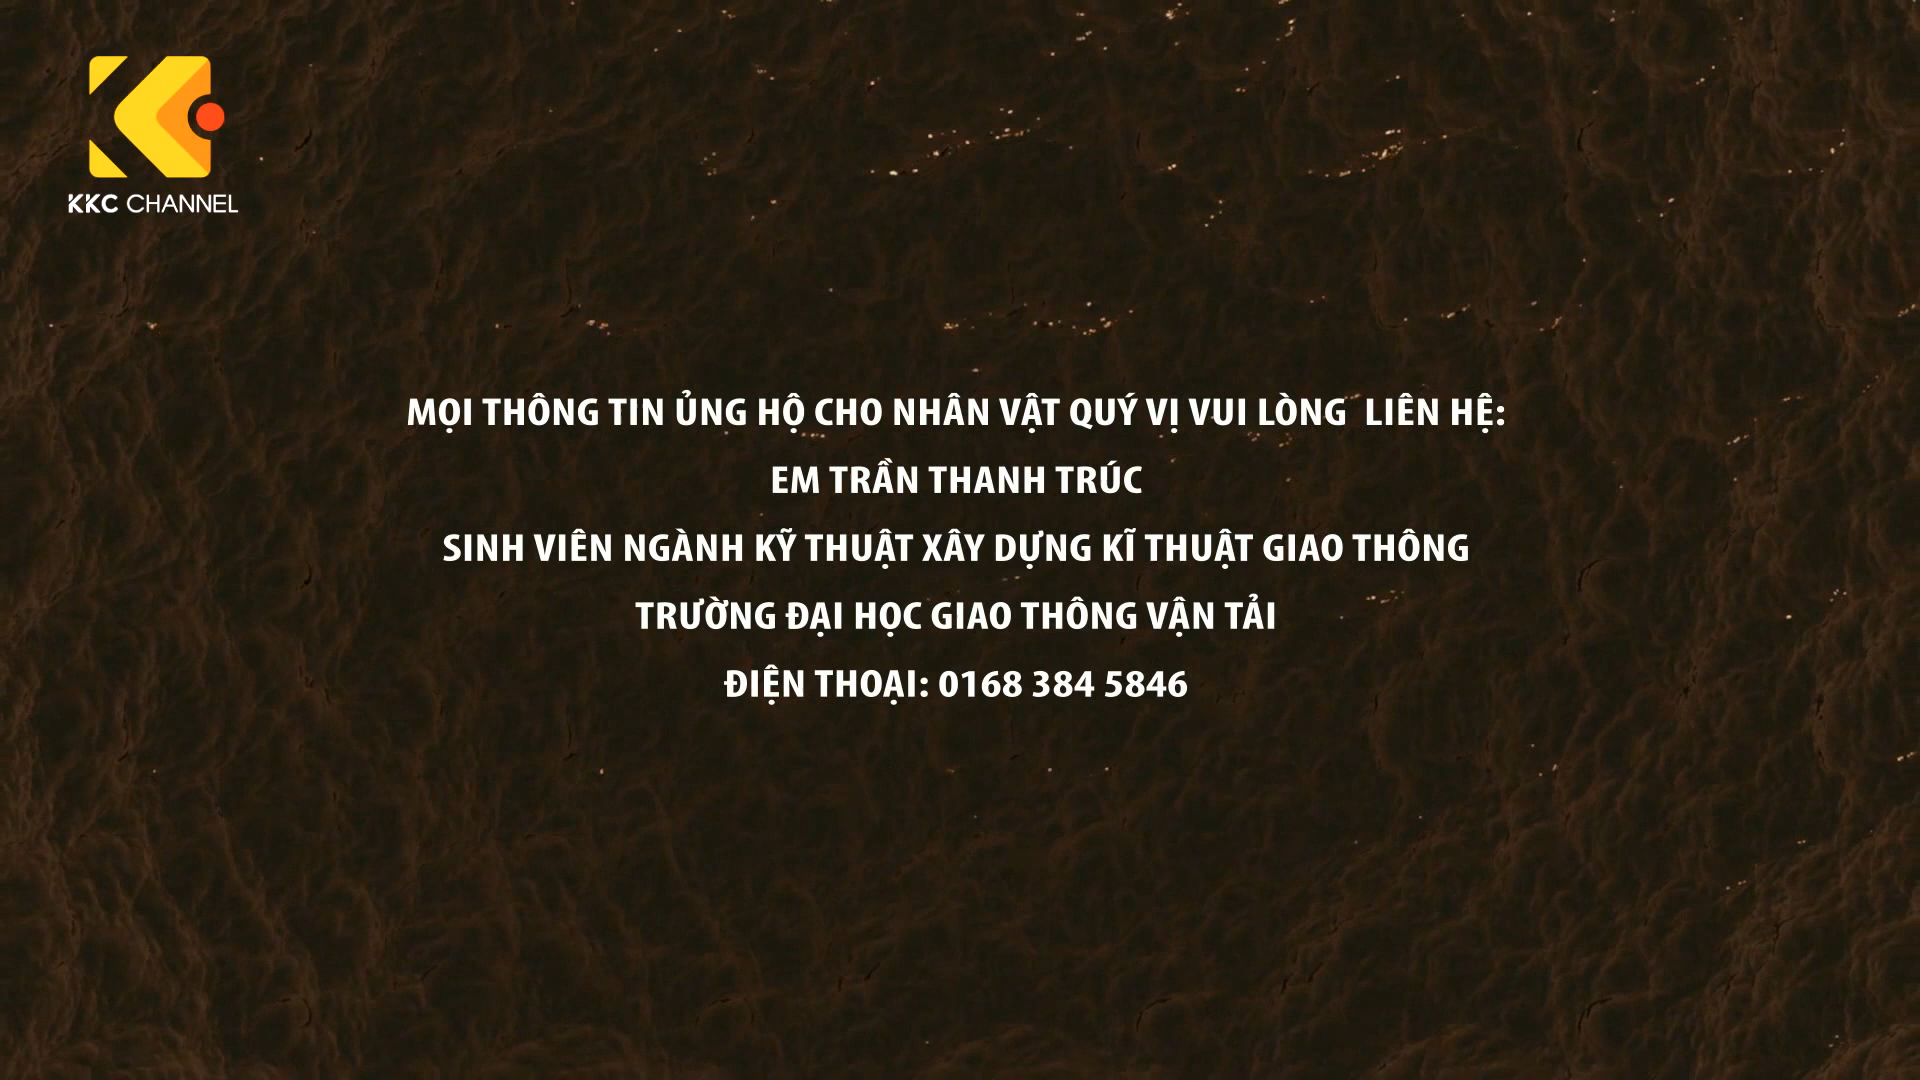 KKC CHANNEL
MỌI THÔNG TIN ỦNG HỘ CHO NHÂN VẬT QUÝ VỊ VUI LÒNG  LIÊN HỆ:
EM TRẦN THANH TRÚC
SINH VIÊN NGÀNH KỸ THUẬT XÂY DỰNG KĨ THUẬT GIAO THÔNG
TRƯỜNG ĐẠI HỌC GIAO THÔNG VẬN TẢI
ĐIỆN THOẠI: 0168 384 5846